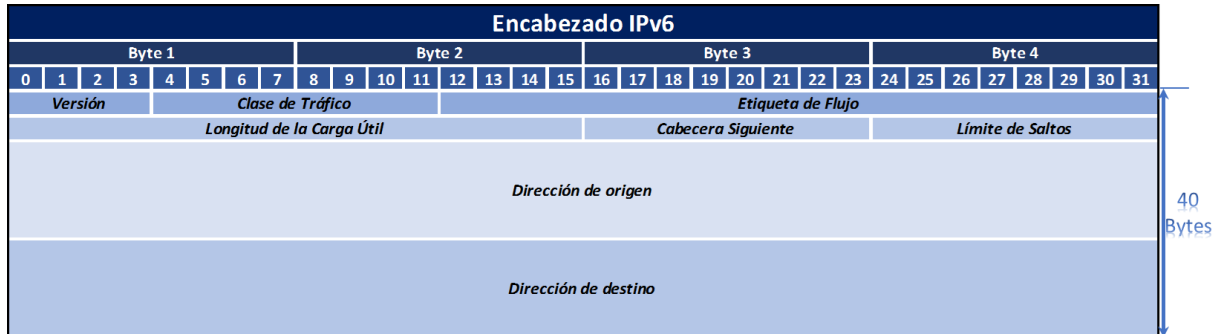 Encabezado IPv6
Byte 1 Byte 2 Byte 3 Byte 4
0 1 2 3 4 5 6 7 8 9 10 11 12 13 14 15 16 17 18 19 20 21 22 23 24 25 26 27 28 29 30 31
Versión Clase de Tráfico Etiqueta de Flujo
Longitud de la Carga Útil Cabecera Siguiente Límite de Saltos
Dirección de origen
40
Bytes
Dirección de destino